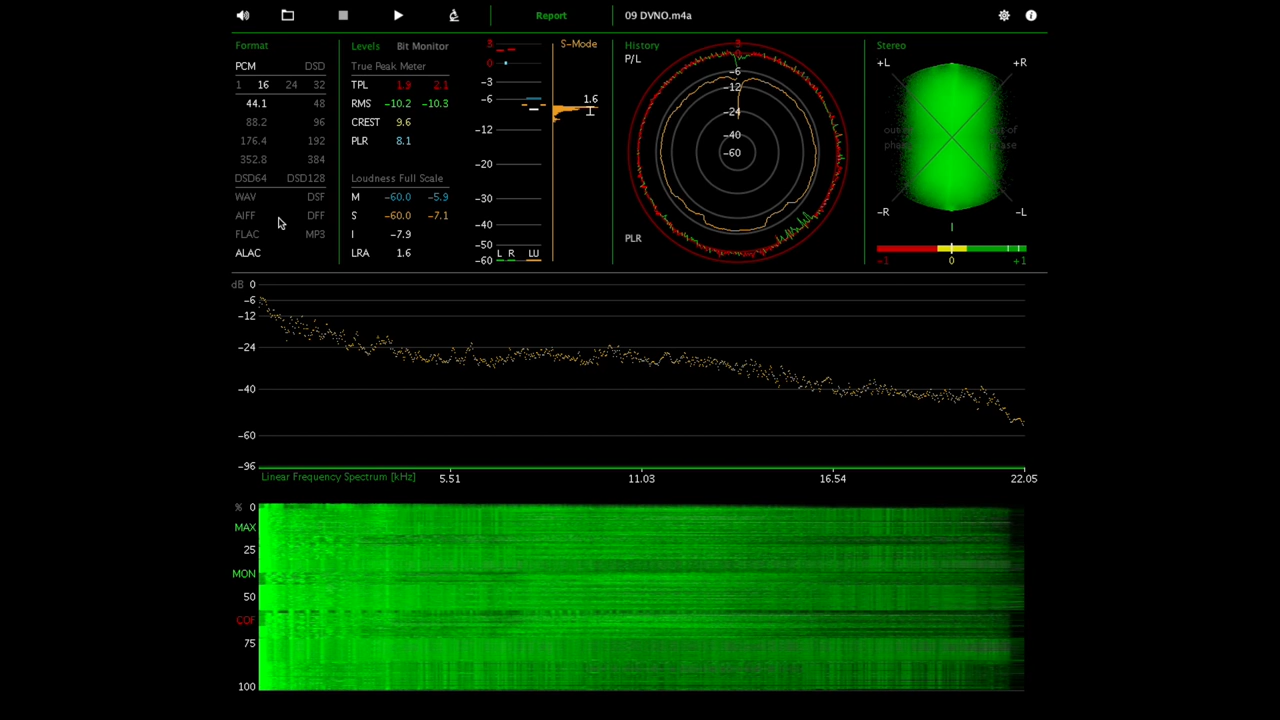 Report
09 DVNO.m4a
Format
PCM DSD
1 16 24 32
44.1 48
88.2 96
176.4 192
352.8 384
DSD64 DSD128
WAV DSF
AIFF DFF
FLAC MP3
ALAC
Levels Bit Monitor
True Peak Meter
TPL 1.9 2.1
RMS −10.2 −10.3
CREST 9.6
PLR 8.1
Loudness Full Scale
M −60.0 −5.9
S −60.0 −7.1
I −7.9
LRA 1.6
3
0
−3
−6
−12
−20
−30
−40
−50
−60
L R LU
S-Mode
1.6
History
P/L
3
−6
−12
−24
−40
−60
PLR
Stereo
+L +R
−R −L
−1 0 +1
dB 0
−6
−12
−24
−40
−60
−96
Linear Frequency Spectrum [kHz] 5.51 11.03 16.54 22.05
% 0
MAX
25
MON
50
COF
75
100